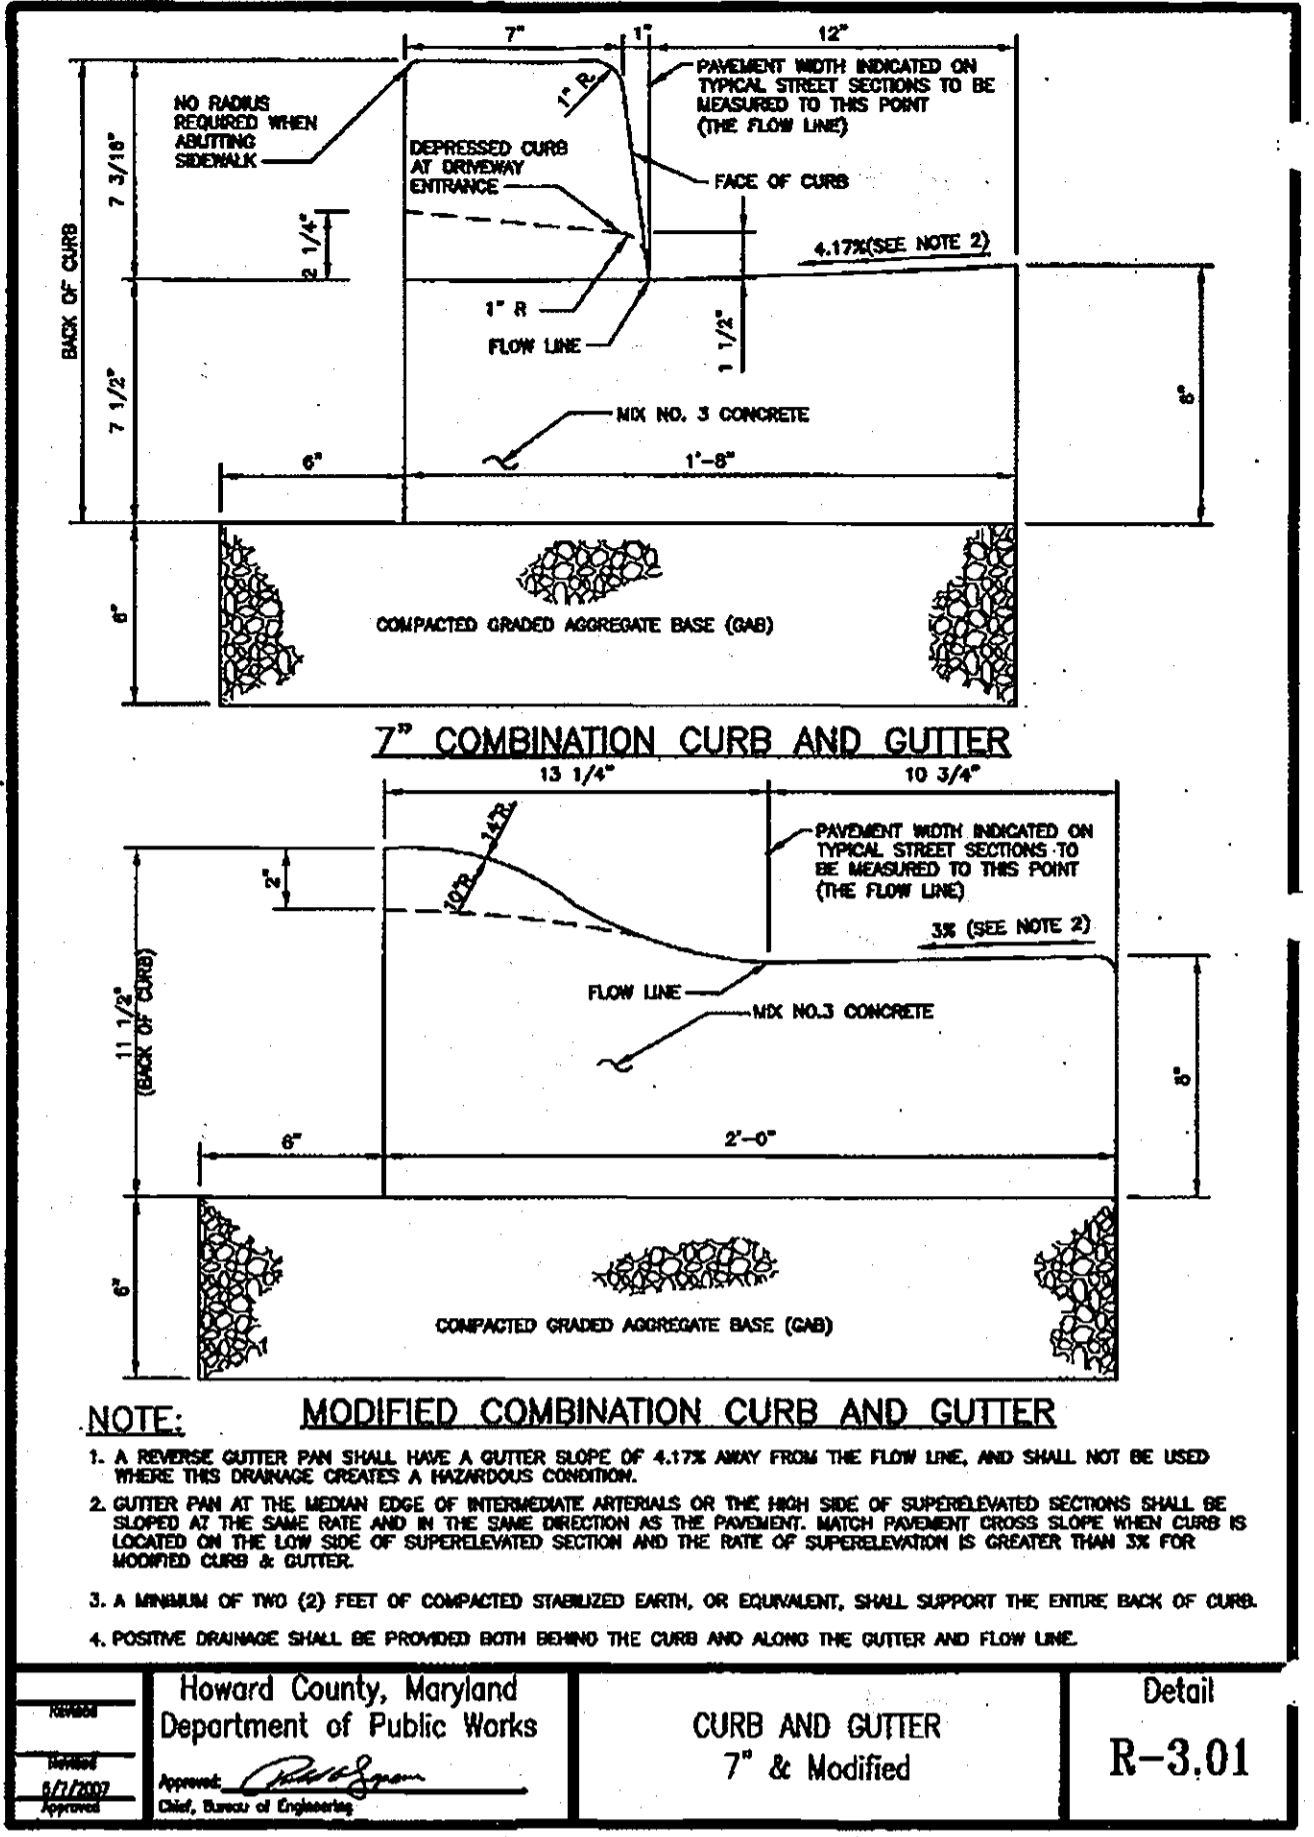 7"
1"
12"
PAVEMENT WIDTH INDICATED ON
TYPICAL STREET SECTIONS TO BE
MEASURED TO THIS POINT
(THE FLOW LINE)
NO RADIUS
REQUIRED WHEN
ABUTTING
SIDEWALK
1" R.
DEPRESSED CURB
AT DRIVEWAY
ENTRANCE
FACE OF CURB
7 3/16"
2 1/4"
4.17%(SEE NOTE 2)
BACK OF CURB
1" R
FLOW LINE
1 1/2"
7 1/2"
8"
MIX NO. 3 CONCRETE
6"
1'-8"
6"
COMPACTED GRADED AGGREGATE BASE (GAB)
7" COMBINATION CURB AND GUTTER
13 1/4"
10 3/4"
14"R.
10"R.
2"
PAVEMENT WIDTH INDICATED ON
TYPICAL STREET SECTIONS TO
BE MEASURED TO THIS POINT
(THE FLOW LINE)
3% (SEE NOTE 2)
FLOW LINE
MIX NO.3 CONCRETE
11 1/2"
(BACK OF CURB)
8"
6"
2'-0"
6"
COMPACTED GRADED AGGREGATE BASE (GAB)
MODIFIED COMBINATION CURB AND GUTTER
NOTE:
1. A REVERSE GUTTER PAN SHALL HAVE A GUTTER SLOPE OF 4.17% AWAY FROM THE FLOW LINE, AND SHALL NOT BE USED
WHERE THIS DRAINAGE CREATES A HAZARDOUS CONDITION.
2. GUTTER PAN AT THE MEDIAN EDGE OF INTERMEDIATE ARTERIALS OR THE HIGH SIDE OF SUPERELEVATED SECTIONS SHALL BE
SLOPED AT THE SAME RATE AND IN THE SAME DIRECTION AS THE PAVEMENT. MATCH PAVEMENT CROSS SLOPE WHEN CURB IS
LOCATED ON THE LOW SIDE OF SUPERELEVATED SECTION AND THE RATE OF SUPERELEVATION IS GREATER THAN 3% FOR
MODIFIED CURB & GUTTER.
3. A MINIMUM OF TWO (2) FEET OF COMPACTED STABILIZED EARTH, OR EQUIVALENT, SHALL SUPPORT THE ENTIRE BACK OF CURB.
4. POSITIVE DRAINAGE SHALL BE PROVIDED BOTH BEHIND THE CURB AND ALONG THE GUTTER AND FLOW LINE.
Revised
Revised
6/7/2007
Approved
Howard County, Maryland
Department of Public Works
Approved:
Chief, Bureau of Engineering
CURB AND GUTTER
7" & Modified
Detail
R-3.01